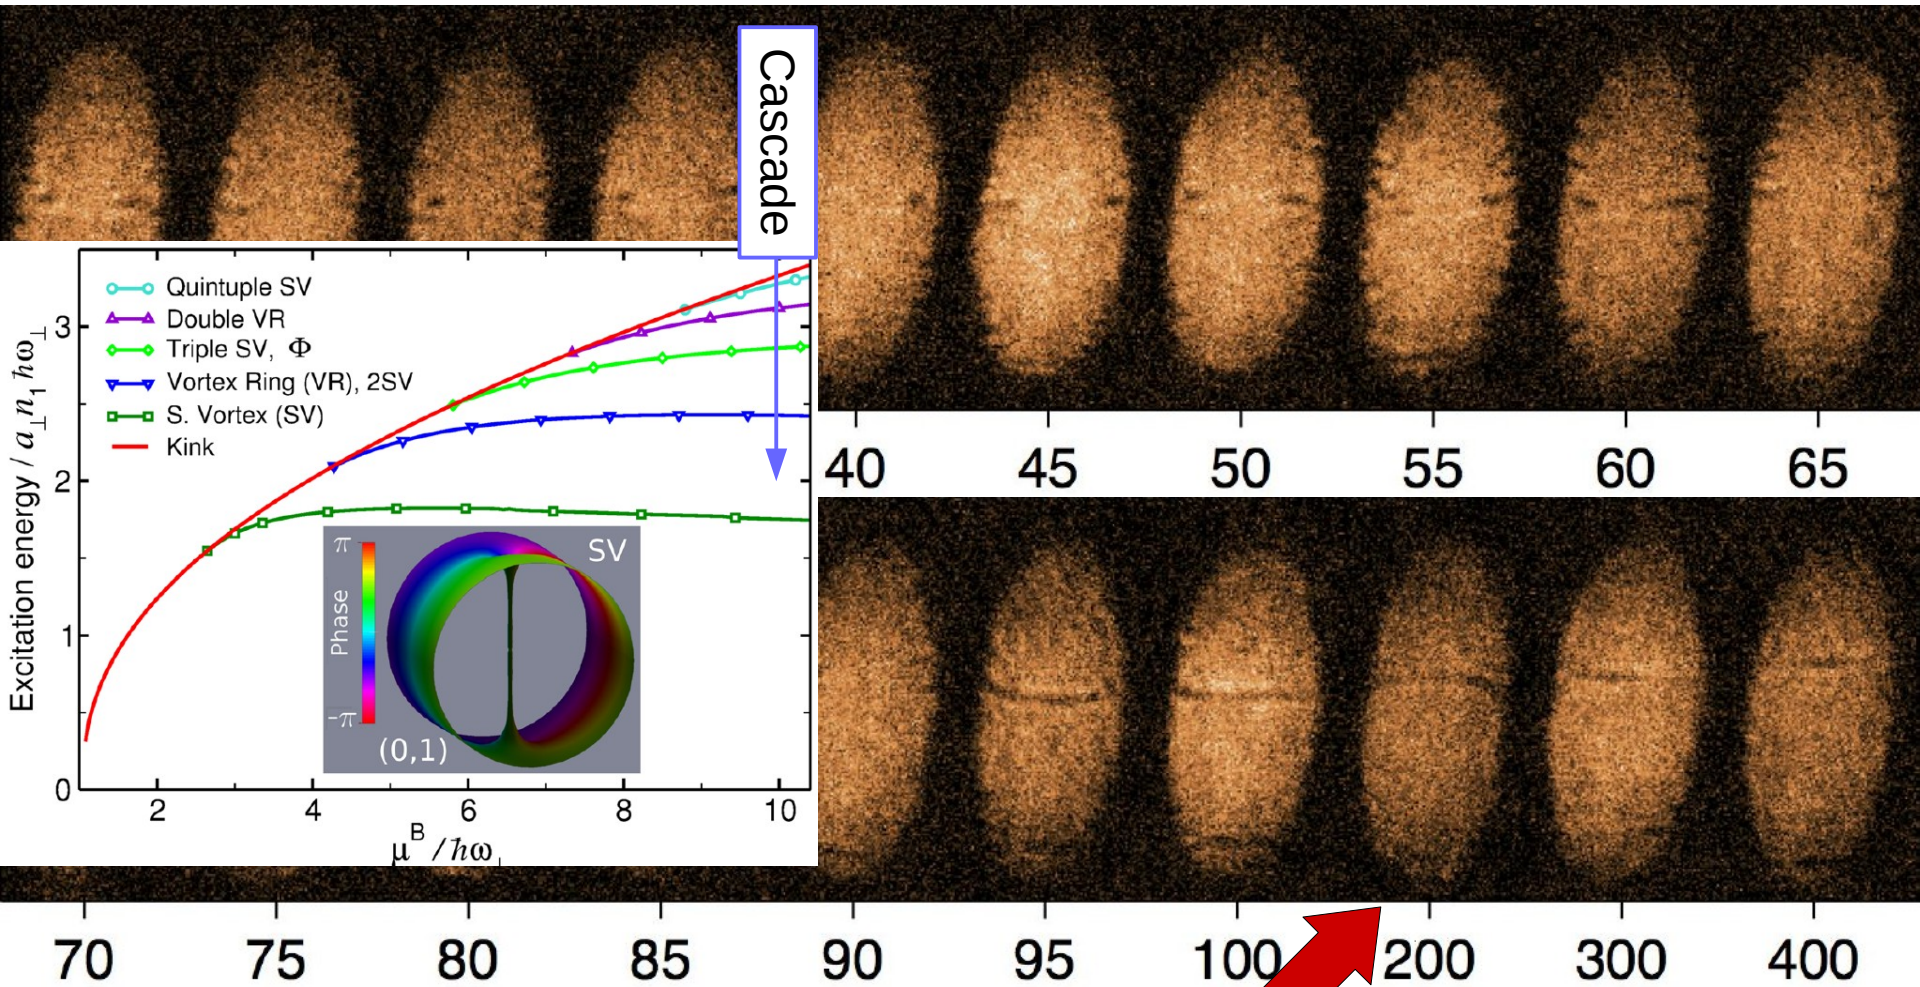 Cascade
Quintuple SV
Double VR
Triple SV, Φ
Vortex Ring (VR), 2SV
S. Vortex (SV)
Kink
3
2
1
0
Excitation energy / a⊥n₁ħω⊥
2 4 6 8 10
μᴮ/ħω⊥
SV
π
Phase
-π
(0,1)
40 45 50 55 60 65
70 75 80 85 90 95 100 200 300 400